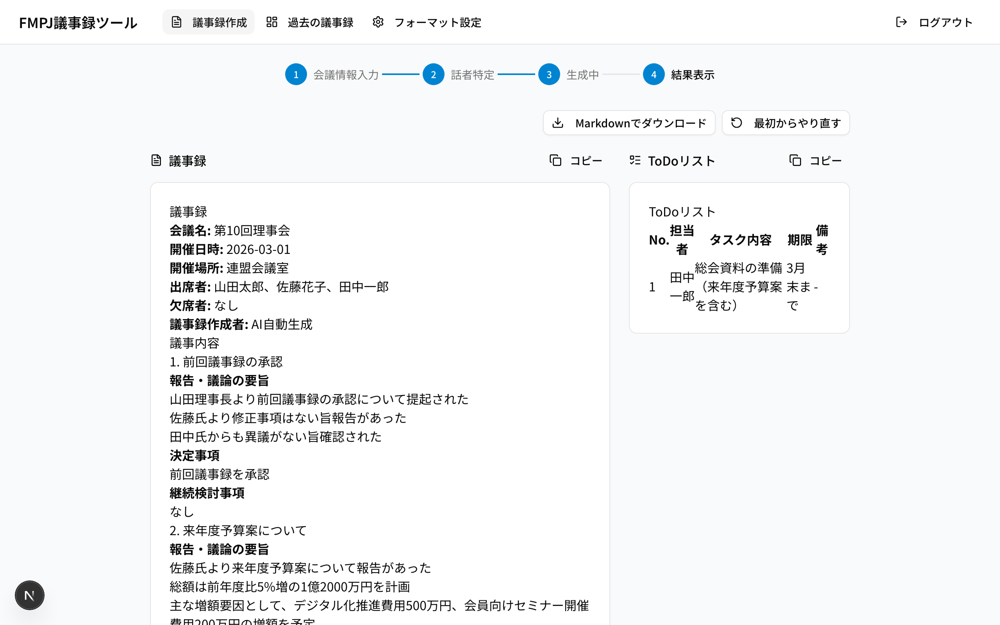 FMPJ議事録ツール
議事録作成
過去の議事録
フォーマット設定
ログアウト
1 会議情報入力
2 話者特定
3 生成中
4 結果表示
Markdownでダウンロード
最初からやり直す
議事録
コピー
ToDoリスト
コピー
議事録
会議名: 第10回理事会
開催日時: 2026-03-01
開催場所: 連盟会議室
出席者: 山田太郎、佐藤花子、田中一郎
欠席者: なし
議事録作成者: AI自動生成
議事内容
1. 前回議事録の承認
報告・議論の要旨
山田理事長より前回議事録の承認について提起された
佐藤氏より修正事項はない旨報告があった
田中氏からも異議がない旨確認された
決定事項
前回議事録を承認
継続検討事項
なし
2. 来年度予算案について
報告・議論の要旨
佐藤氏より来年度予算案について報告があった
総額は前年度比5%増の1億2000万円を計画
主な増額要因として、デジタル化推進費用500万円、会員向けセミナー開催
費用200万円の増額を予定
ToDoリスト
No.
担当
者
タスク内容
期限
備
考
1
田中
一郎
総会資料の準備
（来年度予算案
を含む）
3月
末ま
で
-
N